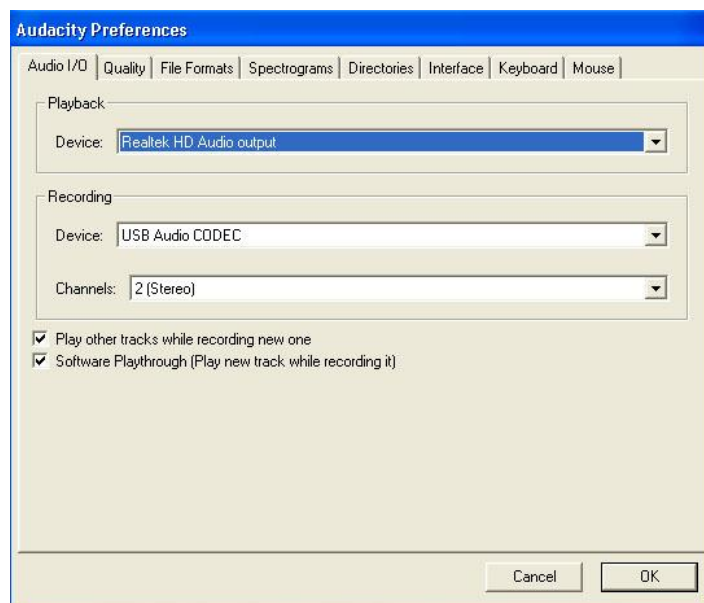 Audacity Preferences
Audio I/O Quality File Formats Spectrograms Directories Interface Keyboard Mouse
Playback
Device: Realtek HD Audio output
Recording
Device: USB Audio CODEC
Channels: 2 (Stereo)
Play other tracks while recording new one
Software Playthrough (Play new track while recording it)
Cancel OK